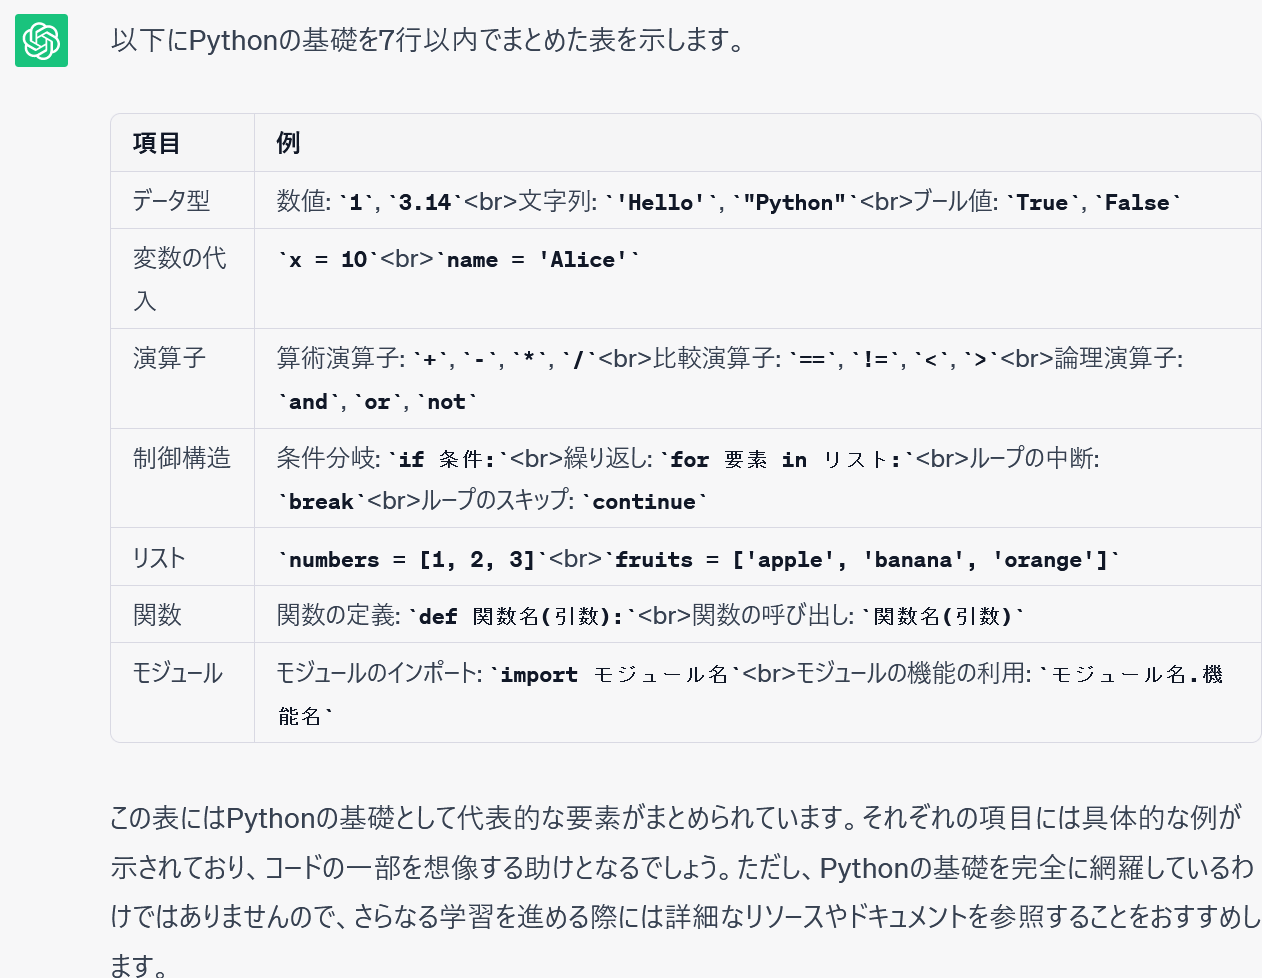 以下にPythonの基礎を7行以内でまとめた表を示します。
項目 例
データ型 数値: `1`, `3.14`<br>文字列: `'Hello'`, `"Python"`<br>ブール値: `True`, `False`
変数の代 `x = 10`<br>`name = 'Alice'`
入
演算子 算術演算子: `+`, `-`, `*`, `/`<br>比較演算子: `==`, `!=`, `<`, `>`<br>論理演算子:
`and`, `or`, `not`
制御構造 条件分岐: `if 条件:`<br>繰り返し: `for 要素 in リスト:`<br>ループの中断:
`break`<br>ループのスキップ: `continue`
リスト `numbers = [1, 2, 3]`<br>`fruits = ['apple', 'banana', 'orange']`
関数 関数の定義: `def 関数名(引数):`<br>関数の呼び出し: `関数名(引数)`
モジュール モジュールのインポート: `import モジュール名`<br>モジュールの機能の利用: `モジュール名.機
能名`
この表にはPythonの基礎として代表的な要素がまとめられています。それぞれの項目には具体的な例が
示されており、コードの一部を想像する助けとなるでしょう。ただし、Pythonの基礎を完全に網羅しているわ
けではありませんので、さらなる学習を進める際には詳細なリソースやドキュメントを参照することをおすすめし
ます。